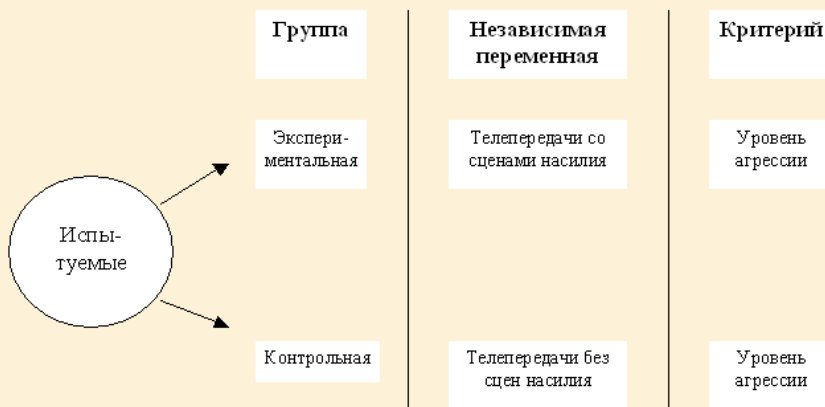 Группа
Независимая
переменная
Критерий
Экспери-
ментальная
Телепередачи со
сценами насилия
Уровень
агрессии
Испы-
туемые
Контрольная
Телепередачи без
сцен насилия
Уровень
агрессии